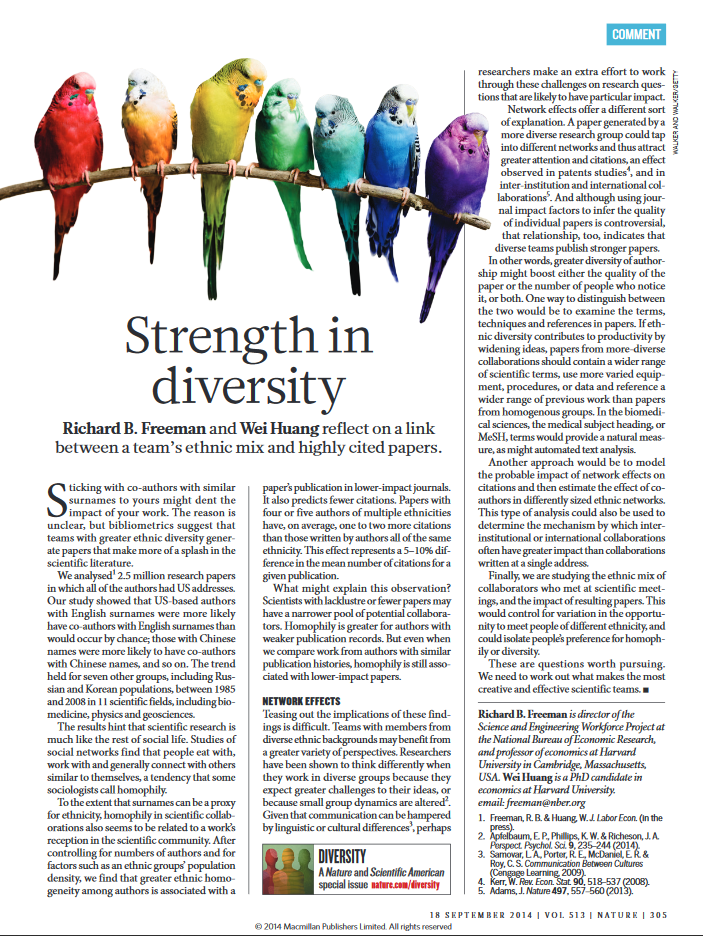 COMMENT
WALKER AND WALKER/GETTY
Strength in
diversity
Richard B. Freeman and Wei Huang reflect on a link
between a team's ethnic mix and highly cited papers.
Sticking with co-authors with similar
surnames to yours might dent the
impact of your work. The reason is
unclear, but bibliometrics suggest that
teams with greater ethnic diversity gener-
ate papers that make more of a splash in the
scientific literature.
We analysed1 2.5 million research papers
in which all of the authors had US addresses.
Our study showed that US-based authors
with English surnames were more likely
have co-authors with English surnames than
would occur by chance; those with Chinese
names were more likely to have co-authors
with Chinese names, and so on. The trend
held for seven other groups, including Rus-
sian and Korean populations, between 1985
and 2008 in 11 scientific fields, including bio-
medicine, physics and geosciences.
The results hint that scientific research is
much like the rest of social life. Studies of
social networks find that people eat with,
work with and generally connect with others
similar to themselves, a tendency that some
sociologists call homophily.
To the extent that surnames can be a proxy
for ethnicity, homophily in scientific collab-
orations also seems to be related to a work's
reception in the scientific community. After
controlling for numbers of authors and for
factors such as an ethnic groups' population
density, we find that greater ethnic homo-
geneity among authors is associated with a
paper's publication in lower-impact journals.
It also predicts fewer citations. Papers with
four or five authors of multiple ethnicities
have, on average, one to two more citations
than those written by authors all of the same
ethnicity. This effect represents a 5–10% dif-
ference in the mean number of citations for a
given publication.
What might explain this observation?
Scientists with lacklustre or fewer papers may
have a narrower pool of potential collabora-
tors. Homophily is greater for authors with
weaker publication records. But even when
we compare work from authors with similar
publication histories, homophily is still asso-
ciated with lower-impact papers.
NETWORK EFFECTS
Teasing out the implications of these find-
ings is difficult. Teams with members from
diverse ethnic backgrounds may benefit from
a greater variety of perspectives. Researchers
have been shown to think differently when
they work in diverse groups because they
expect greater challenges to their ideas, or
because small group dynamics are altered2.
Given that communication can be hampered
by linguistic or cultural differences3, perhaps
DIVERSITY
A Nature and Scientific American
special issue nature.com/diversity
researchers make an extra effort to work
through these challenges on research ques-
tions that are likely to have particular impact.
Network effects offer a different sort
of explanation. A paper generated by a
more diverse research group could tap
into different networks and thus attract
greater attention and citations, an effect
observed in patents studies4, and in
inter-institution and international col-
laborations5. And although using jour-
nal impact factors to infer the quality
of individual papers is controversial,
that relationship, too, indicates that
diverse teams publish stronger papers.
In other words, greater diversity of author-
ship might boost either the quality of the
paper or the number of people who notice
it, or both. One way to distinguish between
the two would be to examine the terms,
techniques and references in papers. If eth-
nic diversity contributes to productivity by
widening ideas, papers from more-diverse
collaborations should contain a wider range
of scientific terms, use more varied equip-
ment, procedures, or data and reference a
wider range of previous work than papers
from homogenous groups. In the biomedi-
cal sciences, the medical subject heading, or
MeSH, terms would provide a natural meas-
ure, as might automated text analysis.
Another approach would be to model
the probable impact of network effects on
citations and then estimate the effect of co-
authors in differently sized ethnic networks.
This type of analysis could also be used to
determine the mechanism by which inter-
institutional or international collaborations
often have greater impact than collaborations
written at a single address.
Finally, we are studying the ethnic mix of
collaborators who met at scientific meet-
ings, and the impact of resulting papers. This
would control for variation in the opportu-
nity to meet people of different ethnicity, and
could isolate people's preference for homoph-
ily or diversity.
These are questions worth pursuing.
We need to work out what makes the most
creative and effective scientific teams. ■
Richard B. Freeman is director of the
Science and Engineering Workforce Project at
the National Bureau of Economic Research,
and professor of economics at Harvard
University in Cambridge, Massachusetts,
USA. Wei Huang is a PhD candidate in
economics at Harvard University.
email: freeman@nber.org
1. Freeman, R. B. & Huang, W. J. Labor Econ. (in the
press).
2. Apfelbaum, E. P., Phillips, K. W. & Richeson, J. A.
Perspect. Psychol. Sci. 9, 235–244 (2014).
3. Samovar, L. A., Porter, R. E., McDaniel, E. R. &
Roy, C. S. Communication Between Cultures
(Cengage Learning, 2009).
4. Kerr, W. Rev. Econ. Stat. 90, 518–537 (2008).
5. Adams, J. Nature 497, 557–560 (2013).
18 SEPTEMBER 2014 | VOL 513 | NATURE | 305
© 2014 Macmillan Publishers Limited. All rights reserved